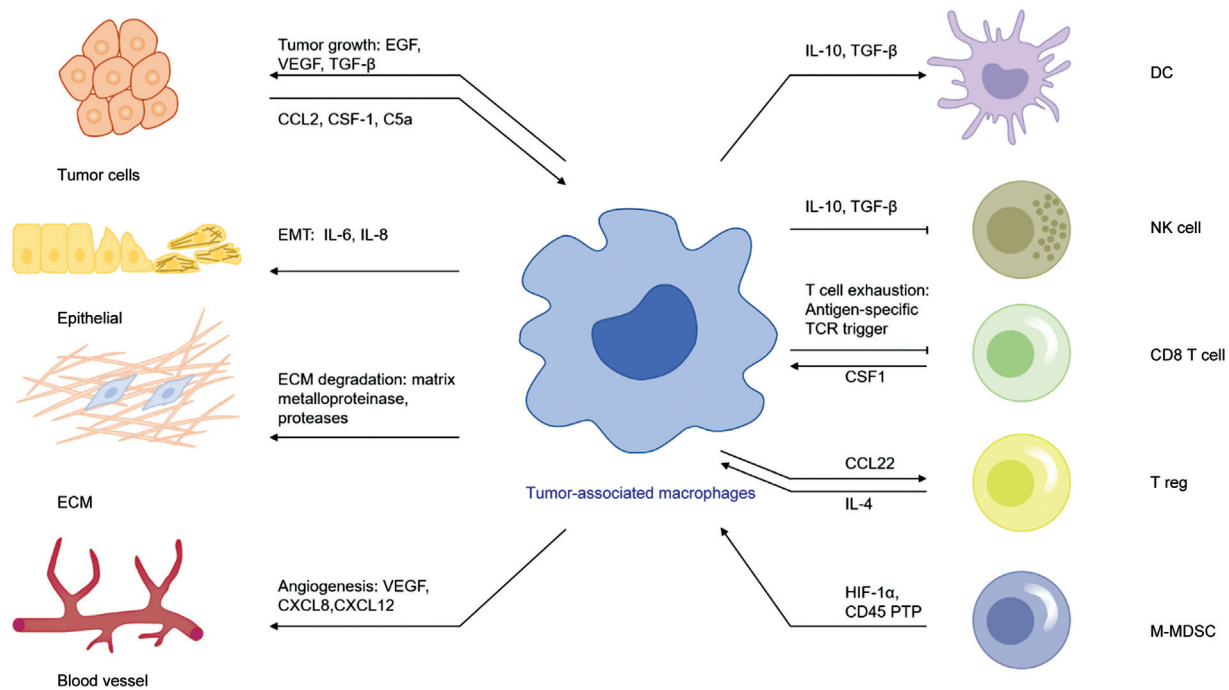 Tumor growth: EGF,
VEGF, TGF-β
CCL2, CSF-1, C5a
Tumor cells
EMT: IL-6, IL-8
Epithelial
ECM degradation: matrix
metalloproteinase,
proteases
ECM
Angiogenesis: VEGF,
CXCL8,CXCL12
Blood vessel
Tumor-associated macrophages
IL-10, TGF-β
DC
IL-10, TGF-β
NK cell
T cell exhaustion:
Antigen-specific
TCR trigger
CSF1
CD8 T cell
CCL22
IL-4
T reg
HIF-1α,
CD45 PTP
M-MDSC